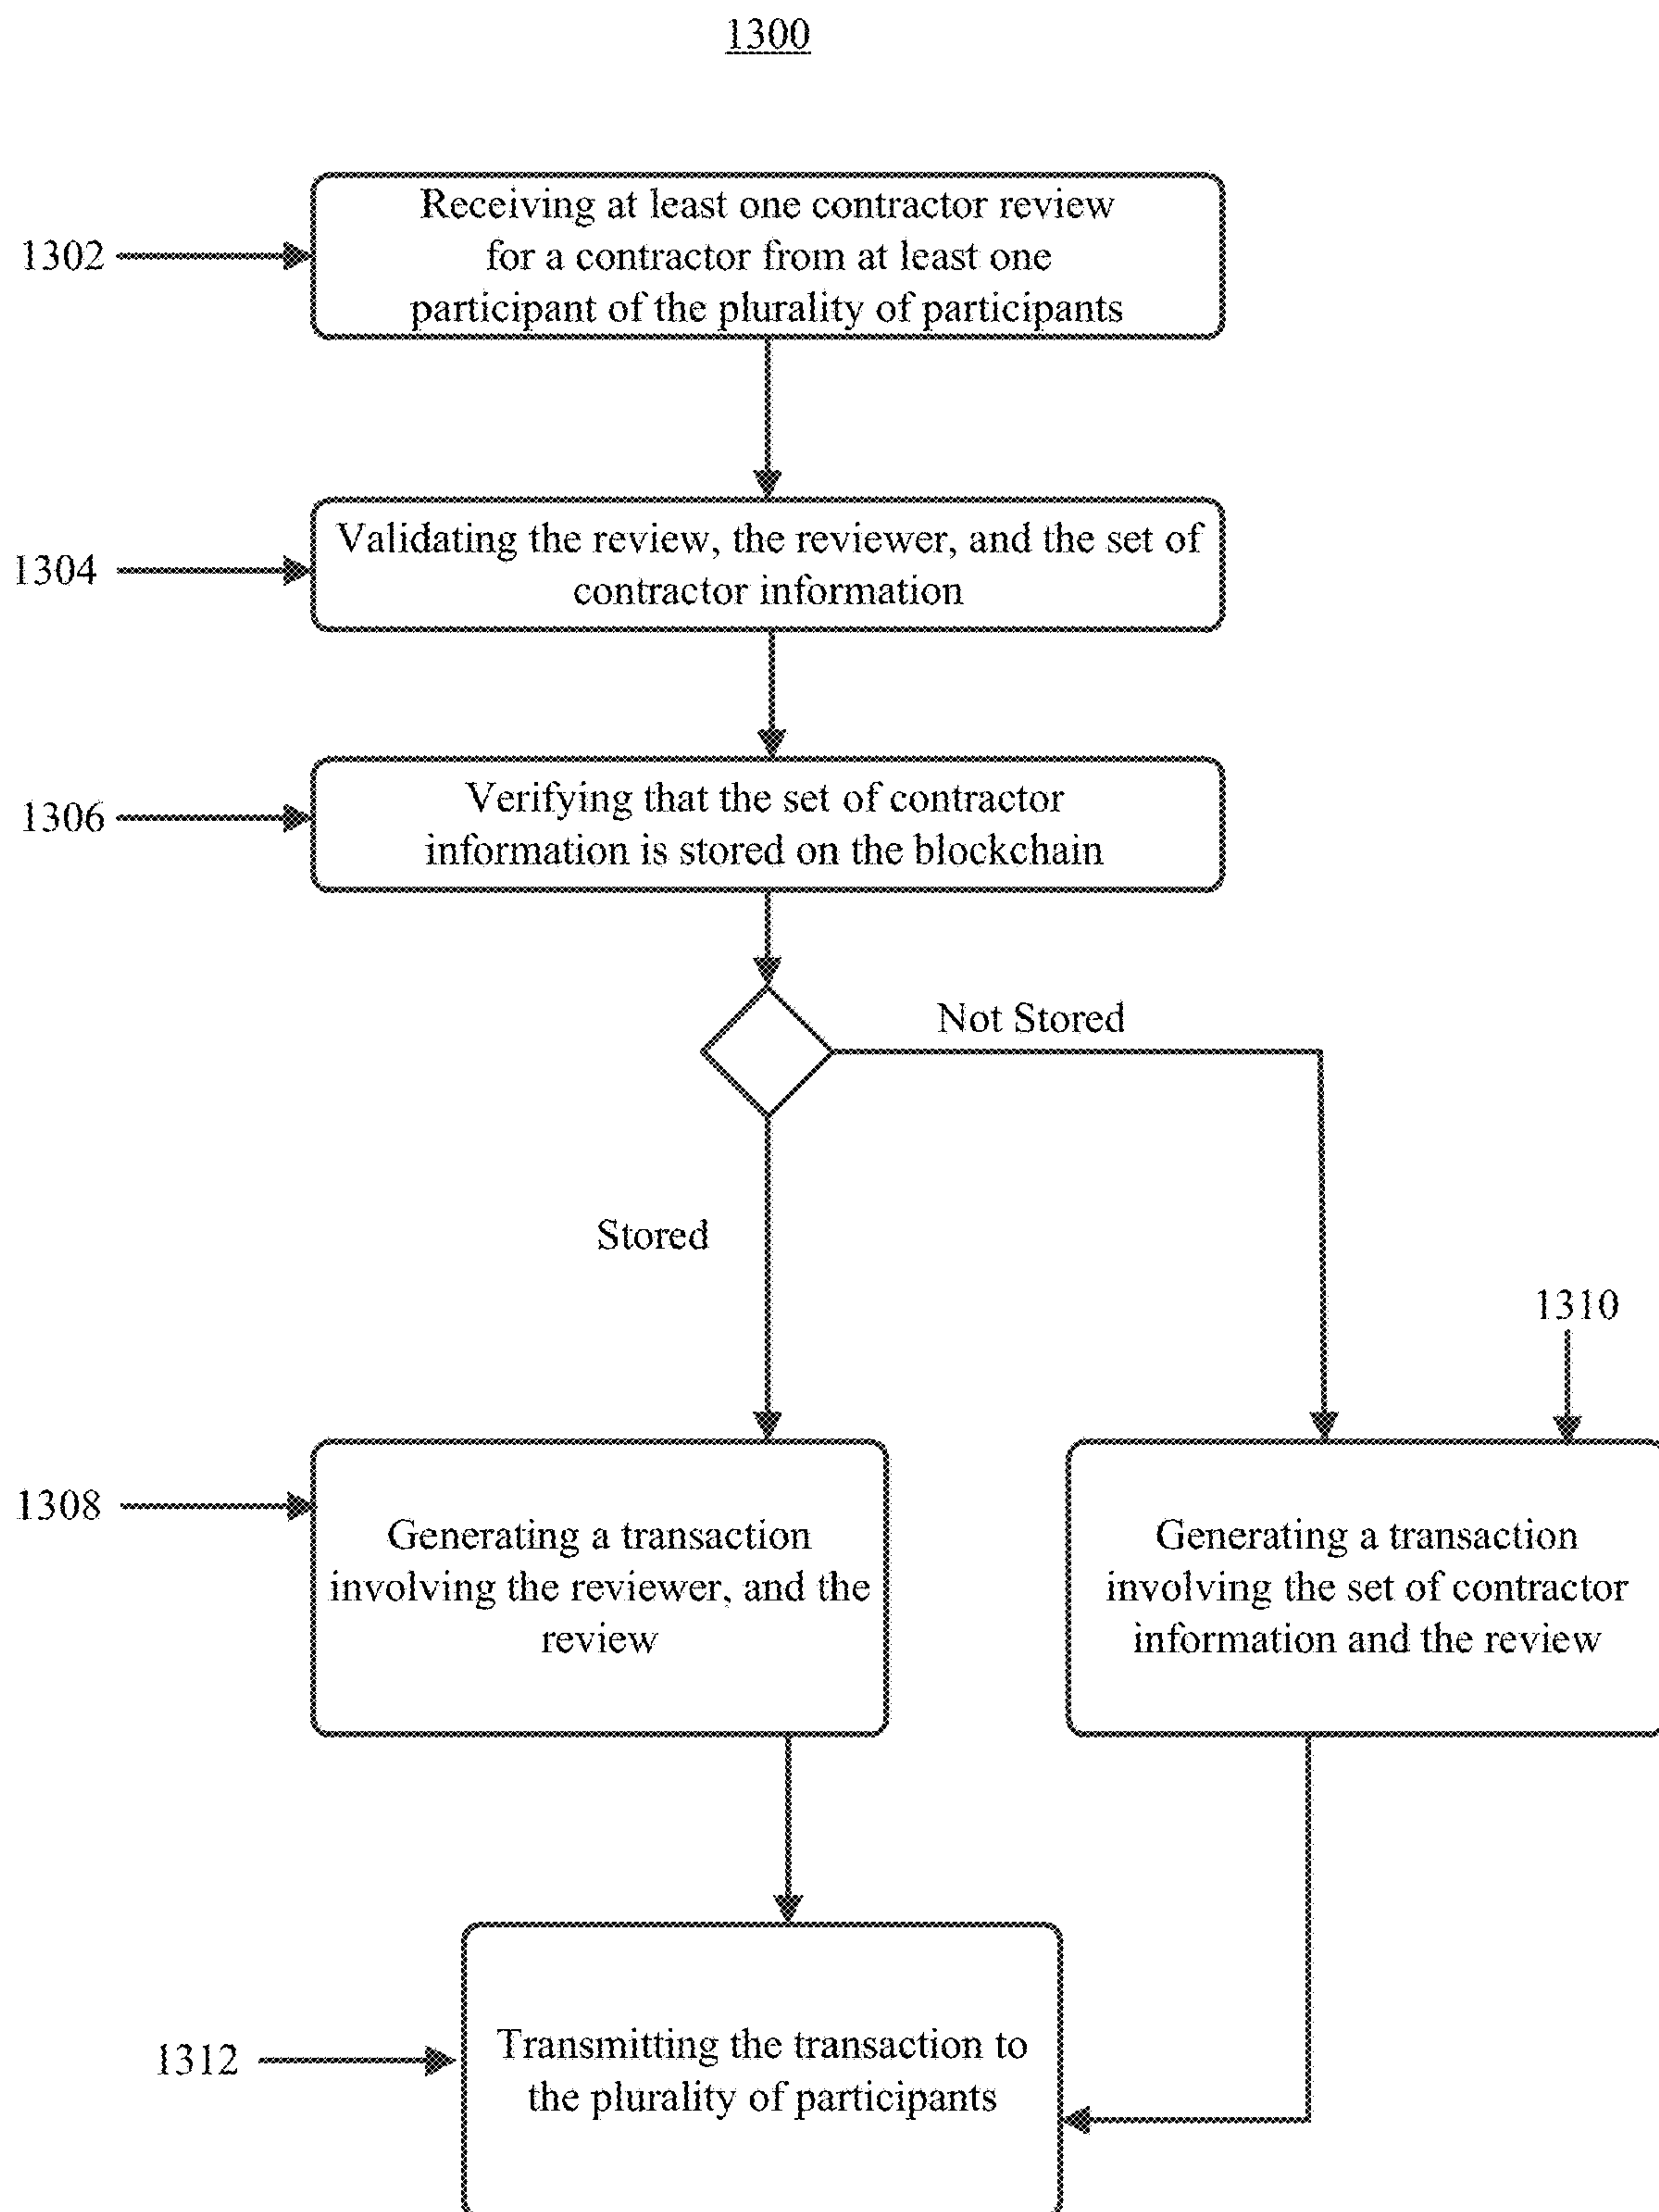 1300
Receiving at least one contractor review
for a contractor from at least one
participant of the plurality of participants
1302
Validating the review, the reviewer, and the set of
contractor information
1304
Verifying that the set of contractor
information is stored on the blockchain
1306
Not Stored
Stored
1310
1308
Generating a transaction
involving the reviewer, and the
review
Generating a transaction
involving the set of contractor
information and the review
1312
Transmitting the transaction to
the plurality of participants